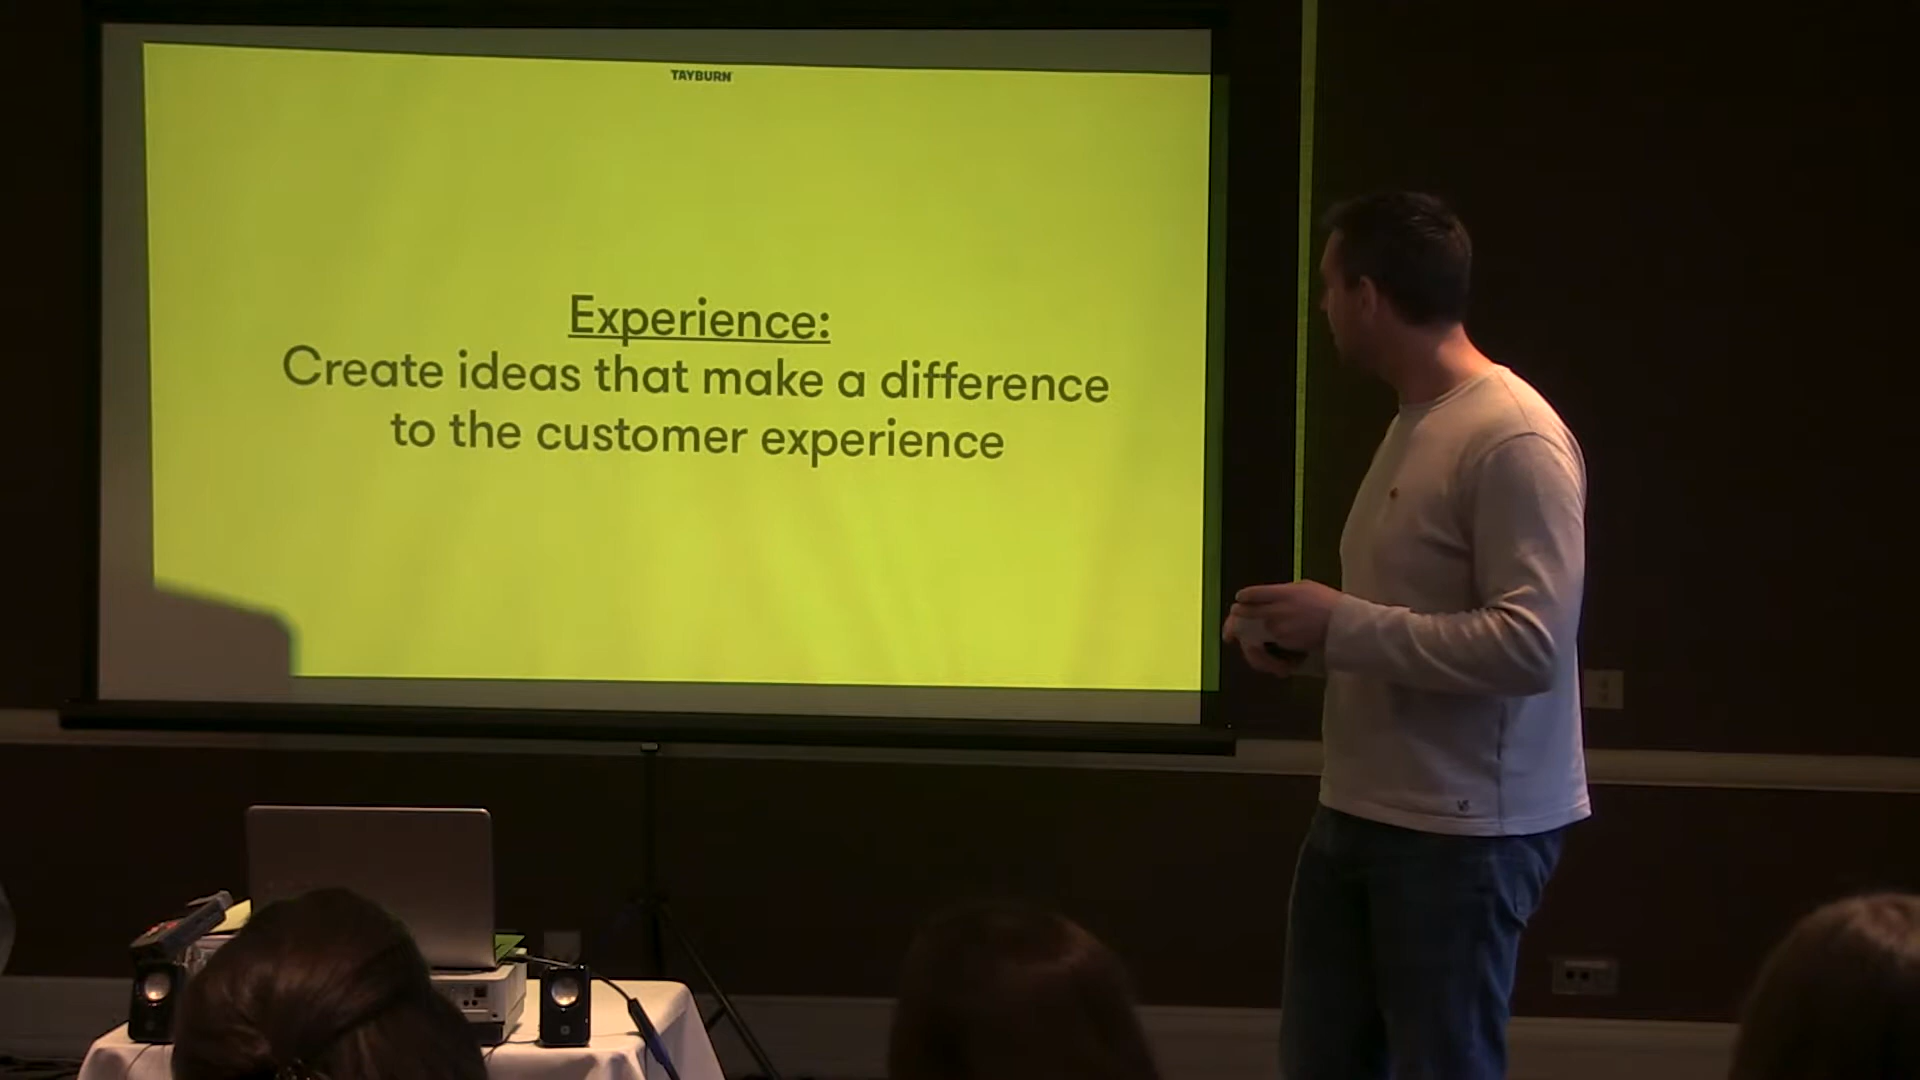 TAYBURN
Experience:
Create ideas that make a difference
to the customer experience